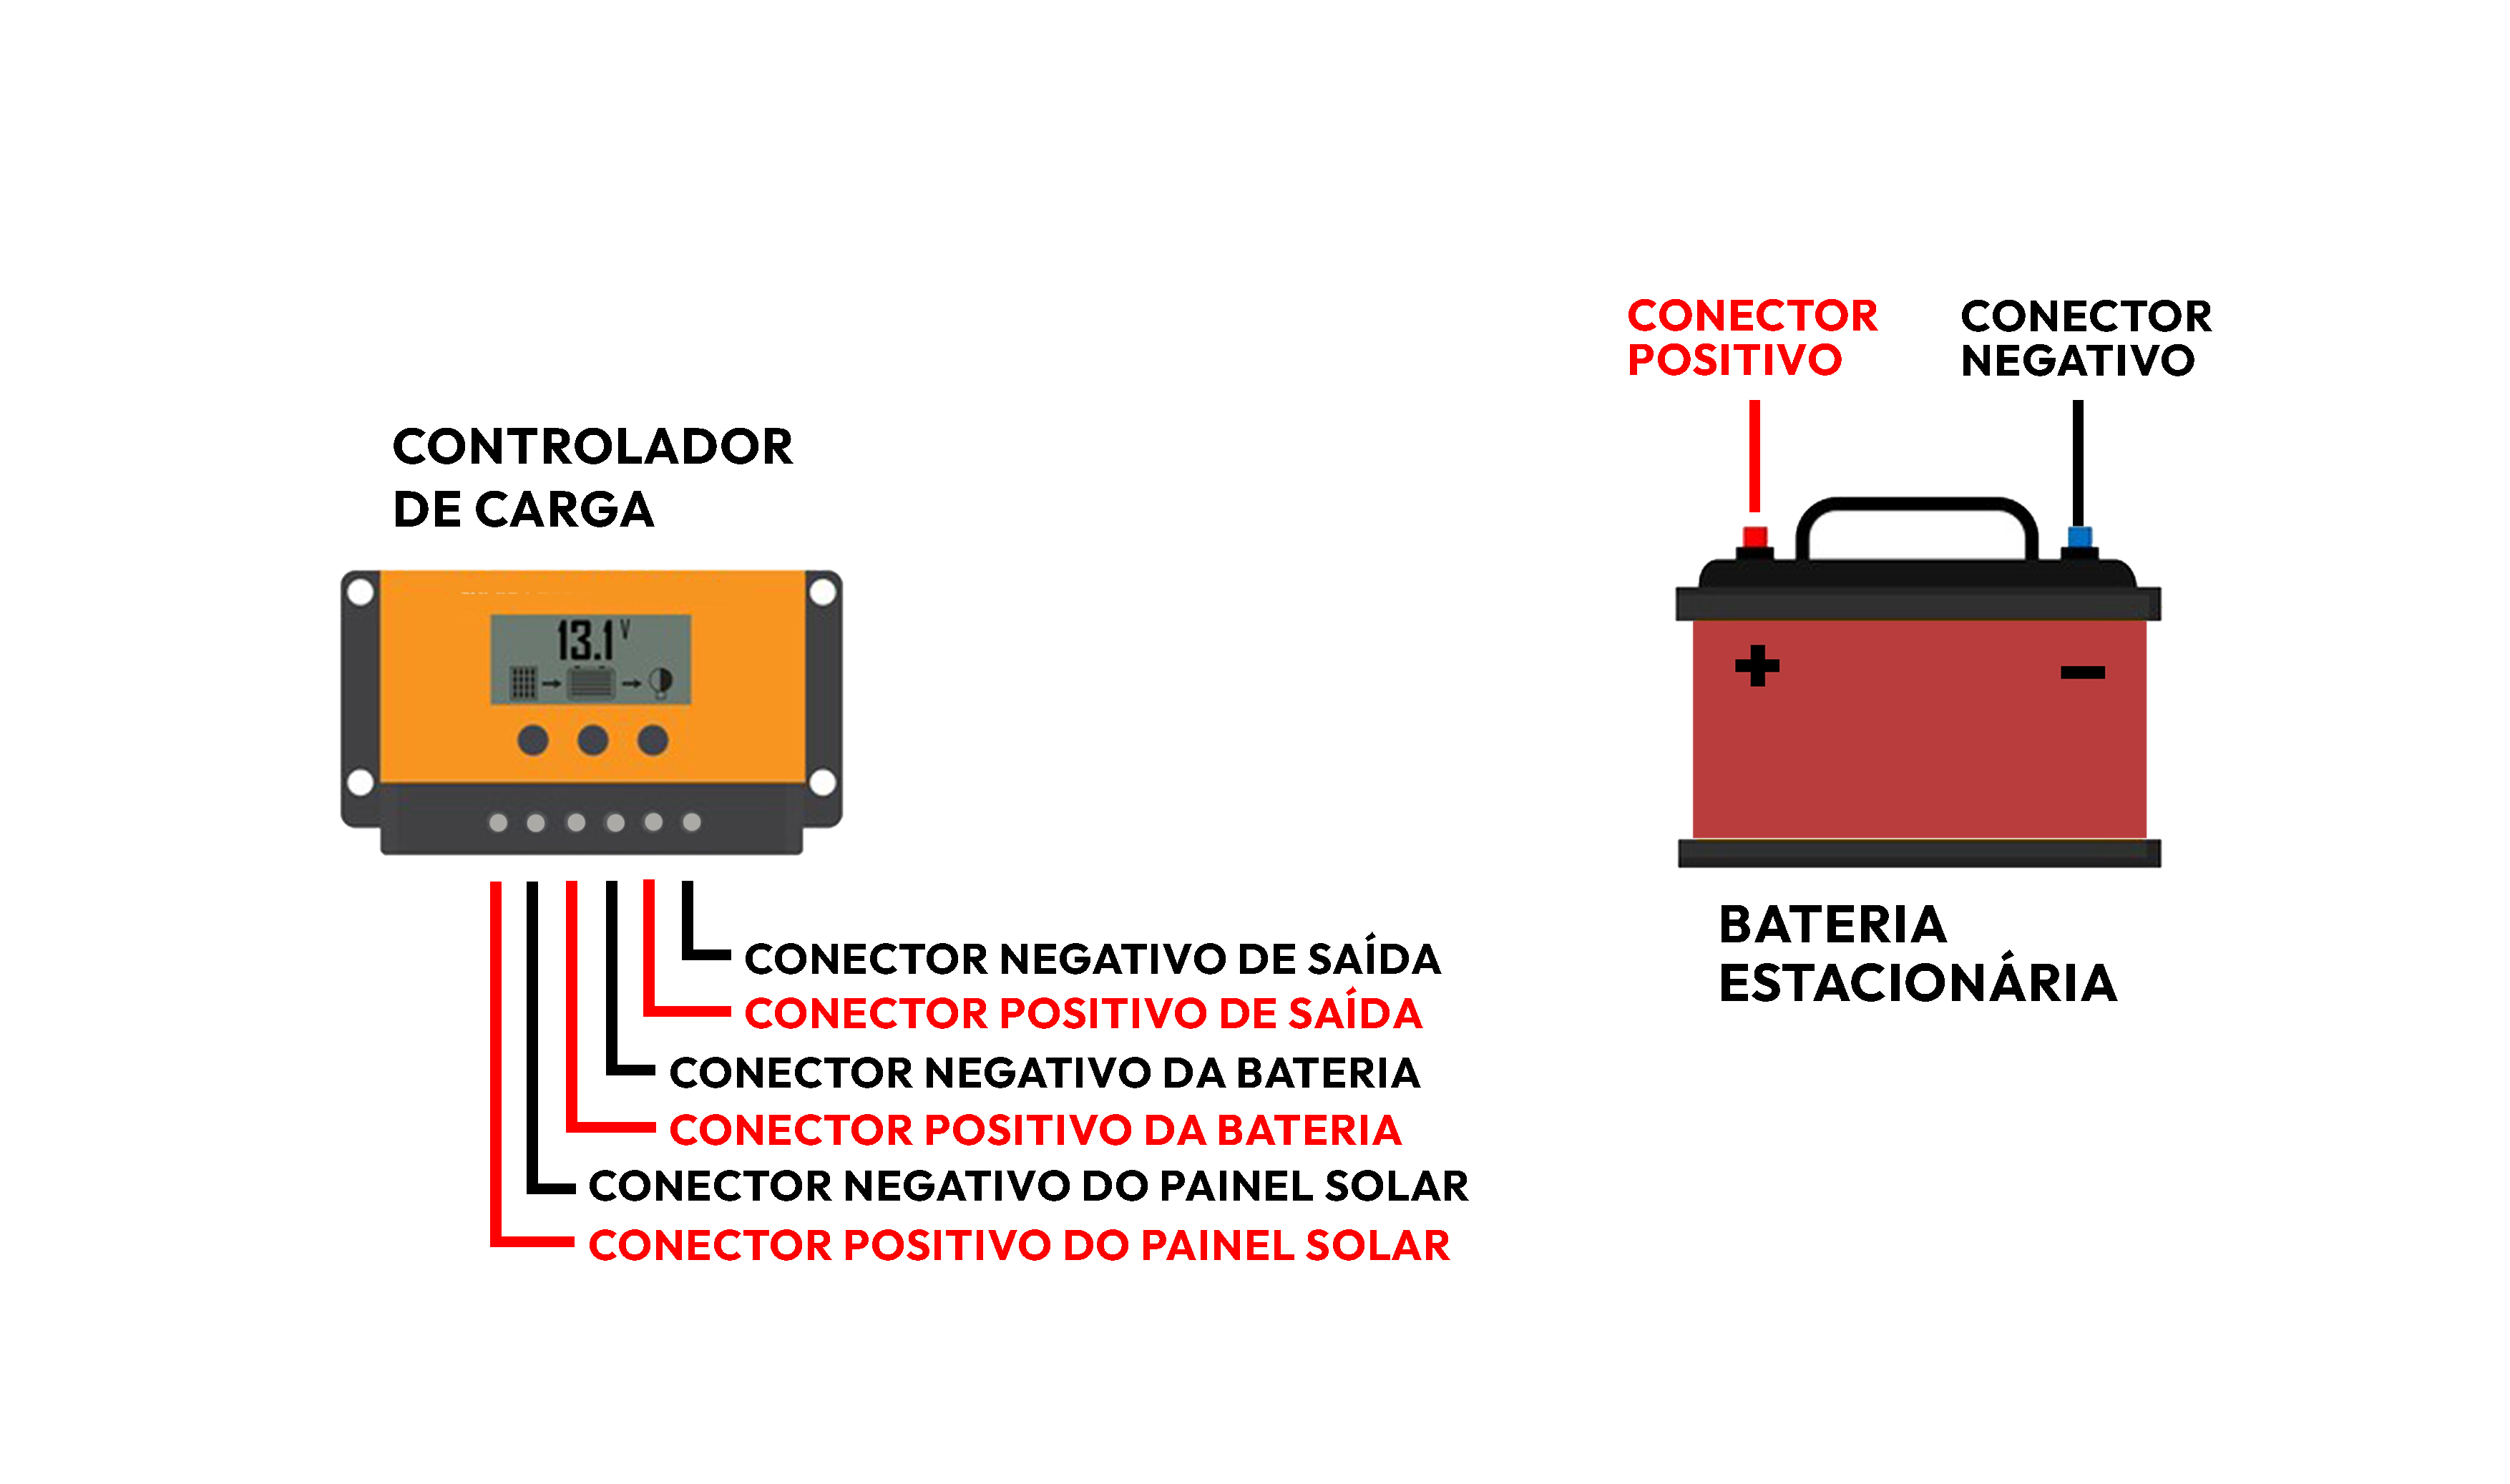 CONTROLADOR
DE CARGA
13.1 V
CONECTOR NEGATIVO DE SAÍDA
CONECTOR POSITIVO DE SAÍDA
CONECTOR NEGATIVO DA BATERIA
CONECTOR POSITIVO DA BATERIA
CONECTOR NEGATIVO DO PAINEL SOLAR
CONECTOR POSITIVO DO PAINEL SOLAR
CONECTOR
POSITIVO
CONECTOR
NEGATIVO
+ -
BATERIA
ESTACIONÁRIA